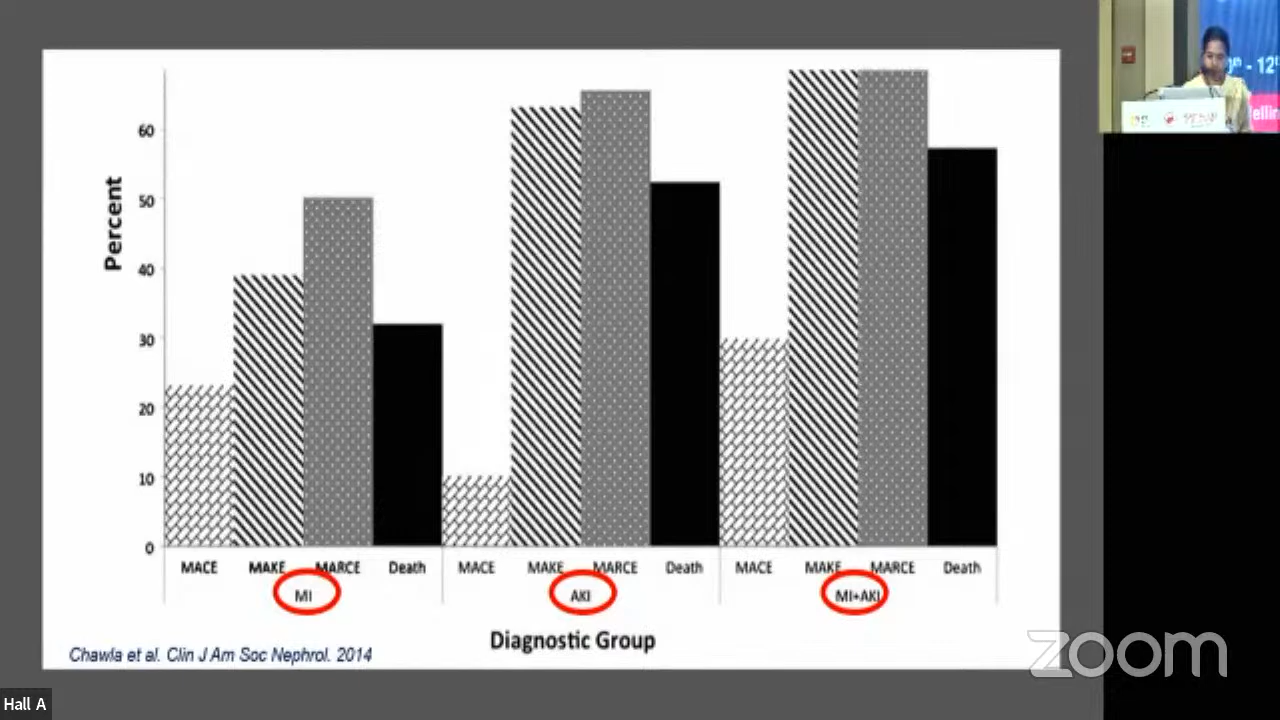 Percent
60
50
40
30
20
10
0
MACE MAKE MARCE Death MACE MAKE MARCE Death MACE MAKE MARCE Death
MI AKI MI+AKI
Diagnostic Group
Chawla et al. Clin J Am Soc Nephrol. 2014
zoom
Hall A
- 12